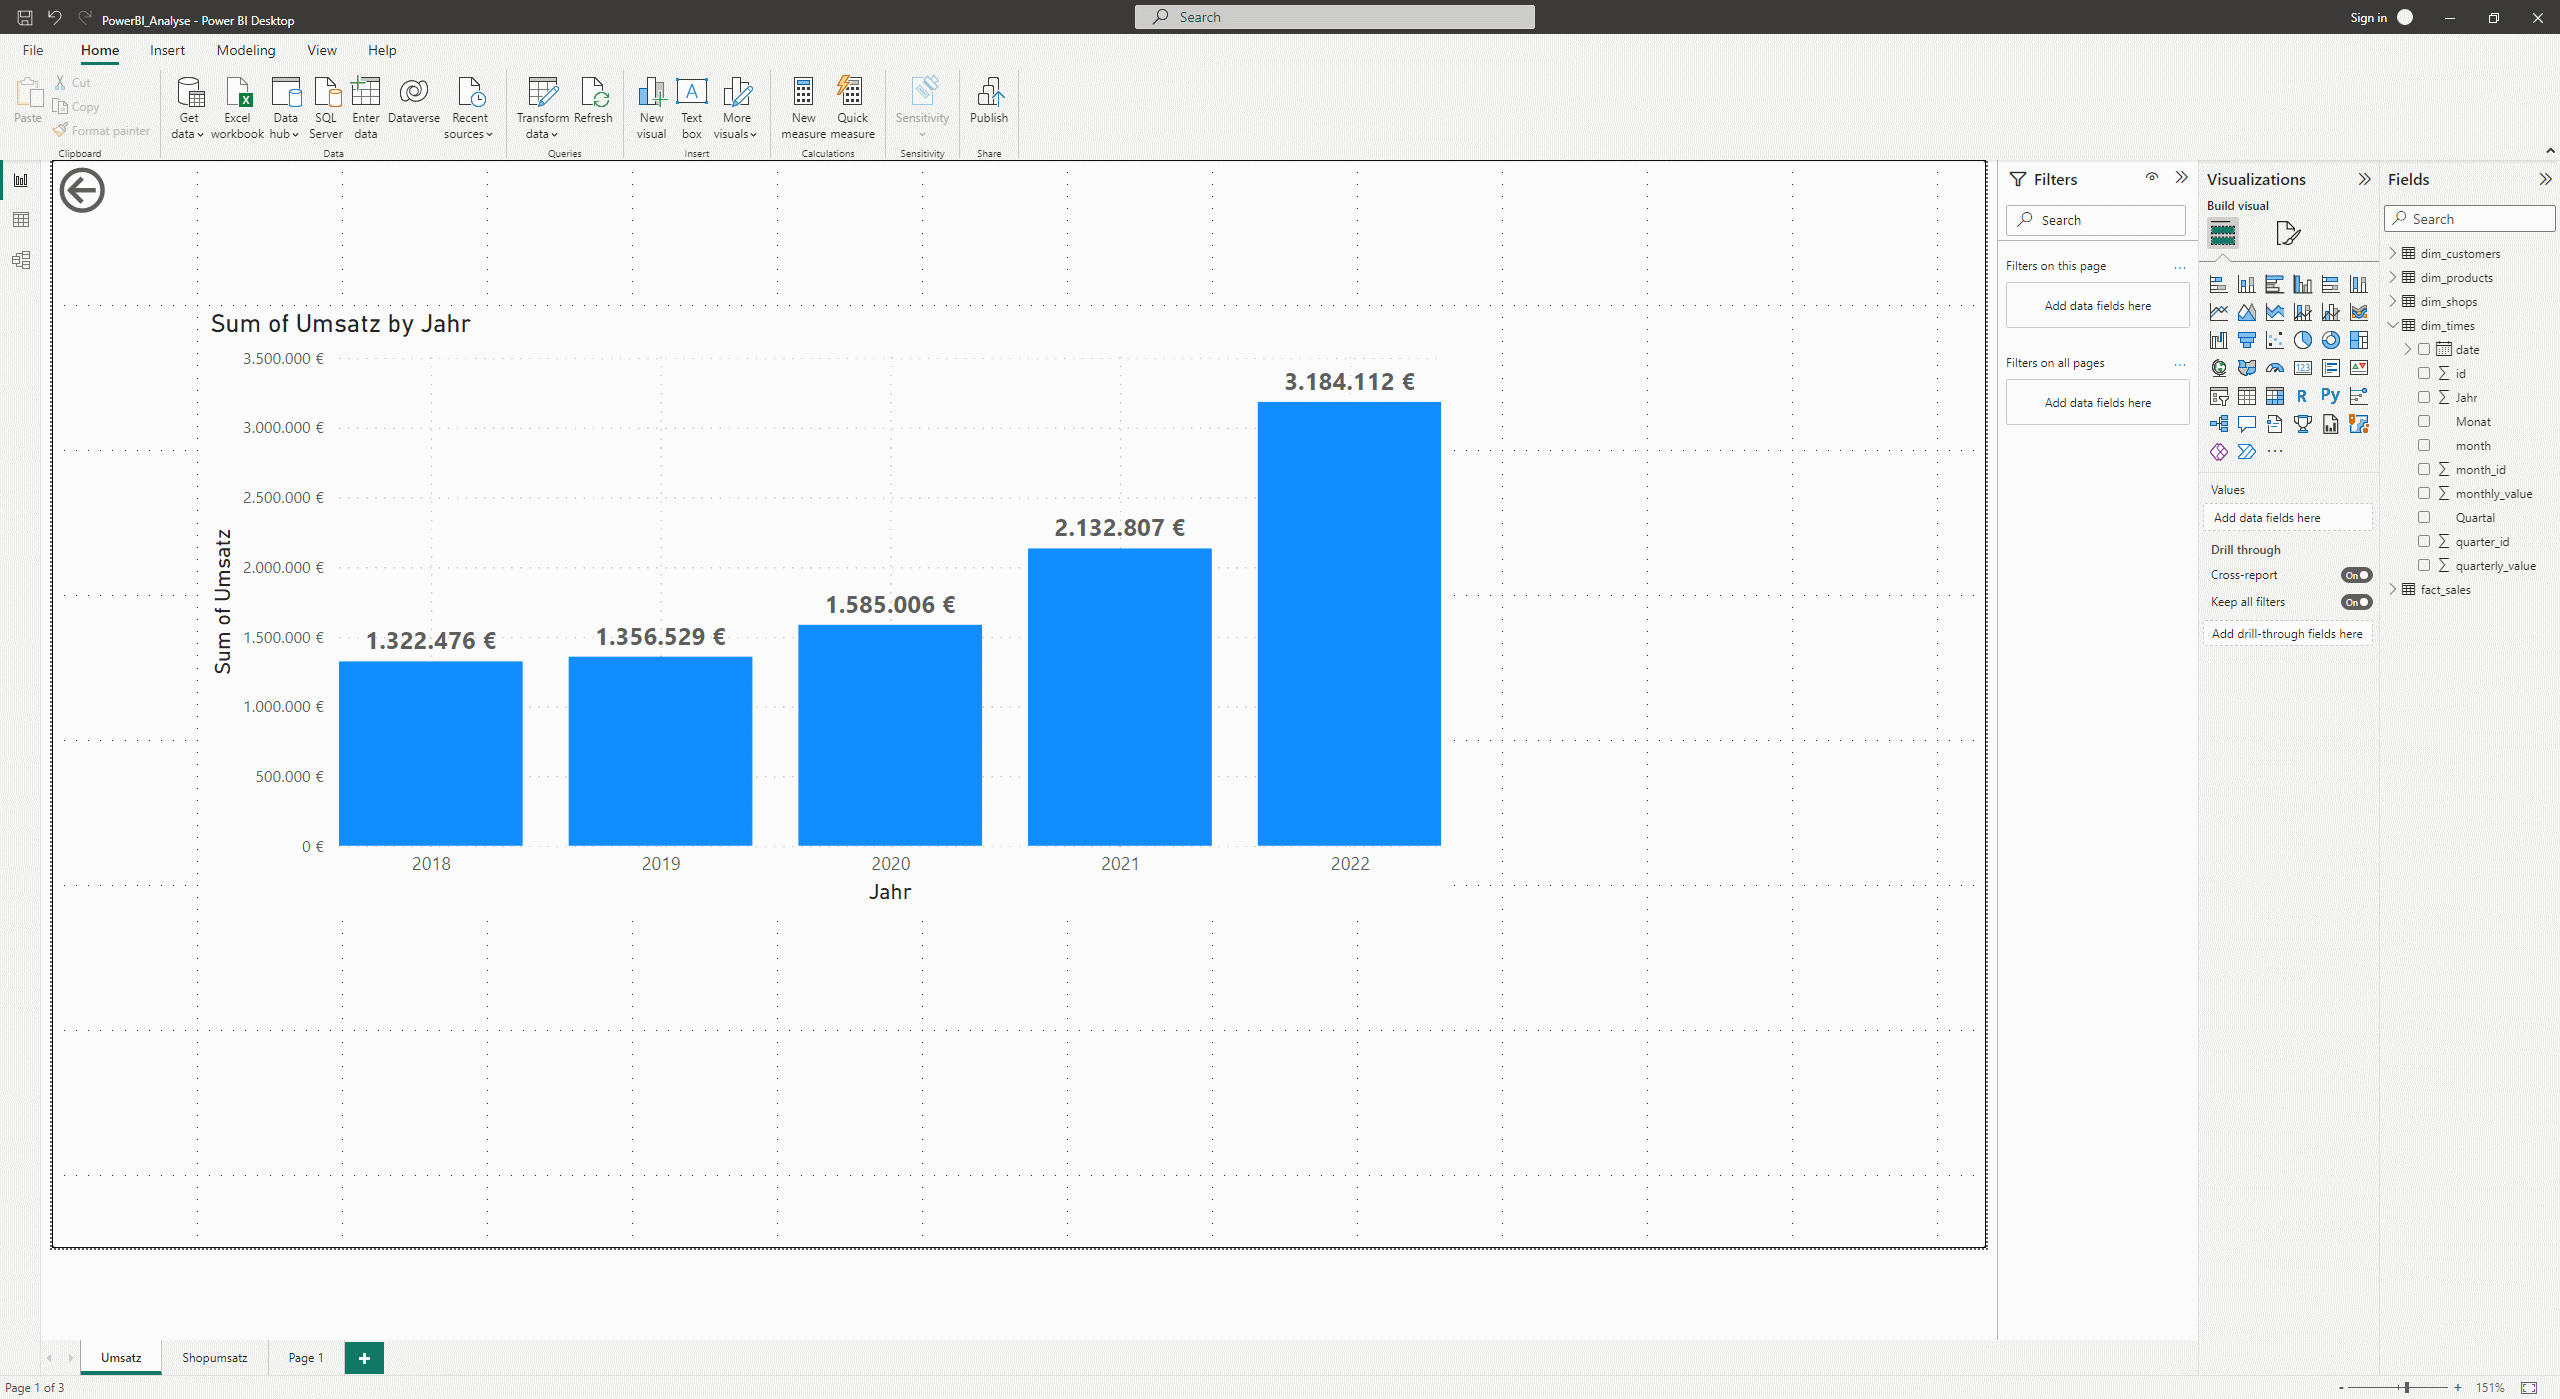 PowerBI_Analyse - Power BI Desktop
Search
Sign in
File Home Insert Modeling View Help
Paste
Cut
Copy
Format painter
Clipboard
Get data
Excel workbook
Data hub
SQL Server
Enter data
Dataverse
Recent sources
Data
Transform data
Refresh
Queries
New visual
Text box
More visuals
Insert
New measure
Quick measure
Calculations
Sensitivity
Sensitivity
Publish
Share
Sum of Umsatz by Jahr
Sum of Umsatz
3.500.000 €
3.000.000 €
2.500.000 €
2.000.000 €
1.500.000 €
1.000.000 €
500.000 €
0 €
1.322.476 €
1.356.529 €
1.585.006 €
2.132.807 €
3.184.112 €
2018 2019 2020 2021 2022
Jahr
Filters
Search
Filters on this page
Add data fields here
Filters on all pages
Add data fields here
Visualizations
Build visual
123
R
Py
Values
Add data fields here
Drill through
Cross-report
On
Keep all filters
On
Add drill-through fields here
Fields
Search
dim_customers
dim_products
dim_shops
dim_times
date
id
Jahr
Monat
month
month_id
monthly_value
Quartal
quarter_id
quarterly_value
fact_sales
Umsatz Shopumsatz Page 1
Page 1 of 3
151%